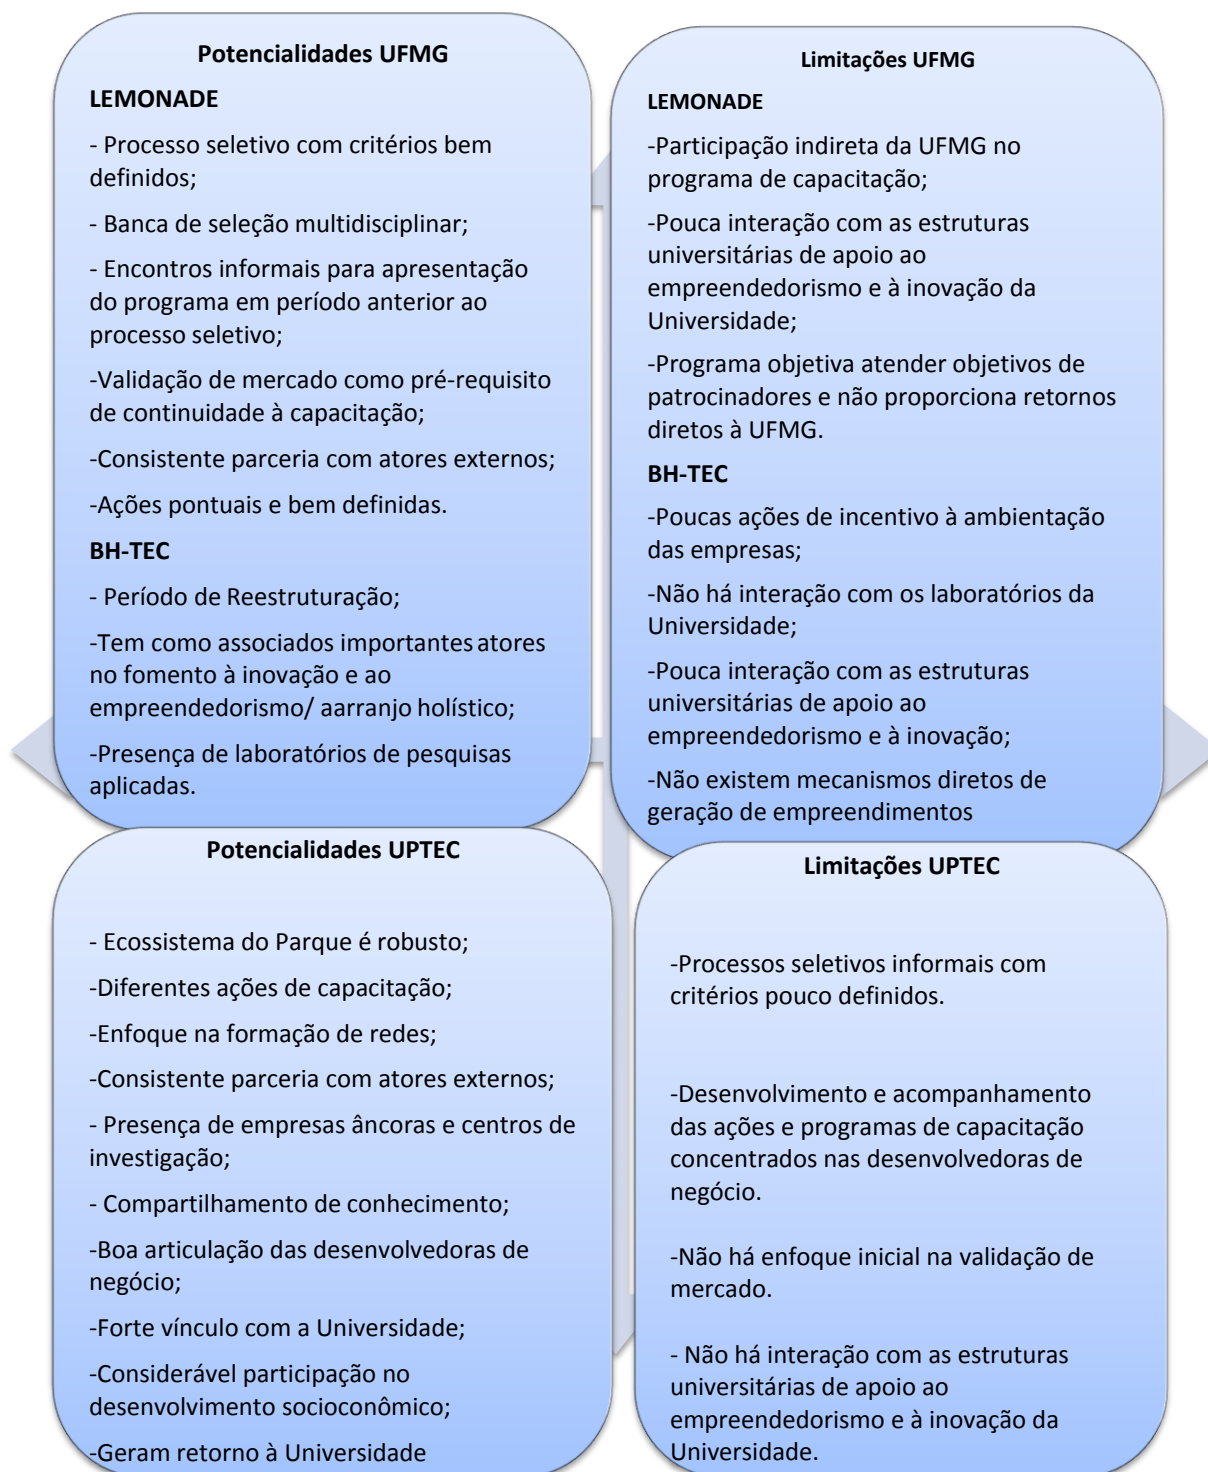 Potencialidades UFMG
LEMONADE
- Processo seletivo com critérios bem
definidos;
- Banca de seleção multidisciplinar;
- Encontros informais para apresentação
do programa em período anterior ao
processo seletivo;
-Validação de mercado como pré-requisito
de continuidade à capacitação;
-Consistente parceria com atores externos;
-Ações pontuais e bem definidas.
BH-TEC
- Período de Reestruturação;
-Tem como associados importantes atores
no fomento à inovação e ao
empreendedorismo/ aarranjo holístico;
-Presença de laboratórios de pesquisas
aplicadas.
Limitações UFMG
LEMONADE
-Participação indireta da UFMG no
programa de capacitação;
-Pouca interação com as estruturas
universitárias de apoio ao
empreendedorismo e à inovação da
Universidade;
-Programa objetiva atender objetivos de
patrocinadores e não proporciona retornos
diretos à UFMG.
BH-TEC
-Poucas ações de incentivo à ambientação
das empresas;
-Não há interação com os laboratórios da
Universidade;
-Pouca interação com as estruturas
universitárias de apoio ao
empreendedorismo e à inovação;
-Não existem mecanismos diretos de
geração de empreendimentos
Potencialidades UPTEC
- Ecossistema do Parque é robusto;
-Diferentes ações de capacitação;
-Enfoque na formação de redes;
-Consistente parceria com atores externos;
- Presença de empresas âncoras e centros de
investigação;
- Compartilhamento de conhecimento;
-Boa articulação das desenvolvedoras de
negócio;
-Forte vínculo com a Universidade;
-Considerável participação no
desenvolvimento socioconômico;
-Geram retorno à Universidade
Limitações UPTEC
-Processos seletivos informais com
critérios pouco definidos.
-Desenvolvimento e acompanhamento
das ações e programas de capacitação
concentrados nas desenvolvedoras de
negócio.
-Não há enfoque inicial na validação de
mercado.
- Não há interação com as estruturas
universitárias de apoio ao
empreendedorismo e à inovação da
Universidade.